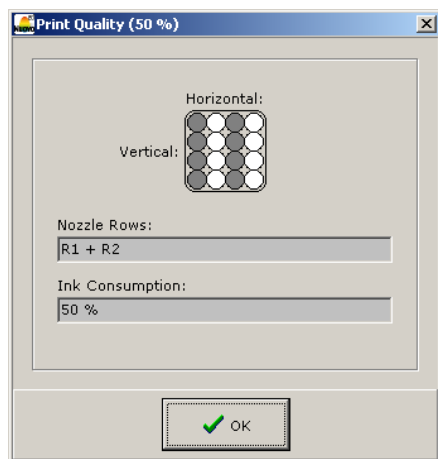 Print Quality (50 %)
Horizontal:
Vertical:
Nozzle Rows:
R1 + R2
Ink Consumption:
50 %
OK